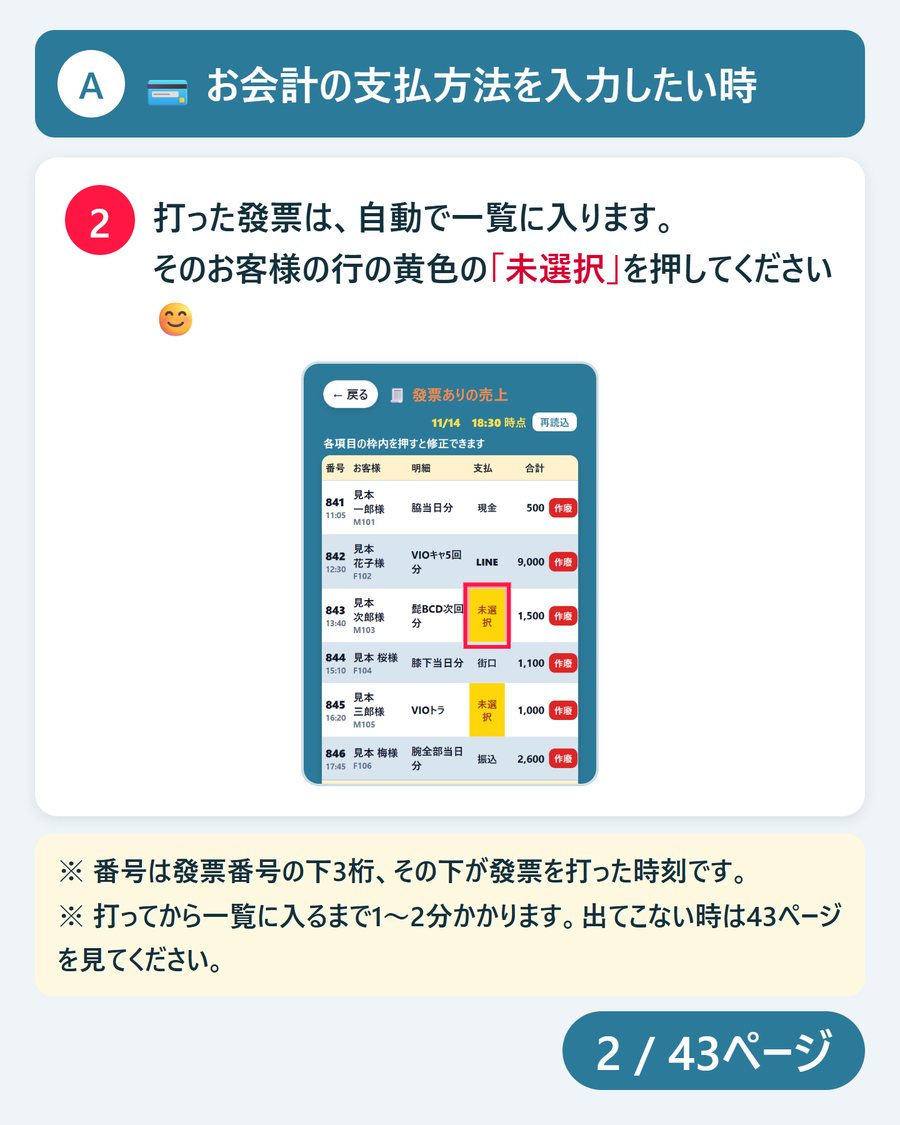 A お会計の支払方法を入力したい時
2 打った發票は、自動で一覧に入ります。
そのお客様の行の黄色の「未選択」を押してください
😊
← 戻る 発票ありの売上
11/14 18:30 時点 再読込
各項目の枠内を押すと修正できます
番号 お客様 明細 支払 合計
841 見本 一郎様 脇当日分 現金 500 作廢
11:05 M101
842 見本 花子様 VIOキャ5回分 LINE 9,000 作廢
12:30 F102
843 見本 次郎様 髭BCD次回分 未選択 1,500 作廢
13:40 M103
844 見本 桜様 膝下当日分 街口 1,100 作廢
15:10 F104
845 見本 三郎様 VIOトラ 未選択 1,000 作廢
16:20 M105
846 見本 梅様 腕全部当日分 振込 2,600 作廢
17:45 F106
※ 番号は發票番号の下3桁、その下が發票を打った時刻です。
※ 打ってから一覧に入るまで1～2分かかります。出てこない時は43ページ
を見てください。
2 / 43ページ